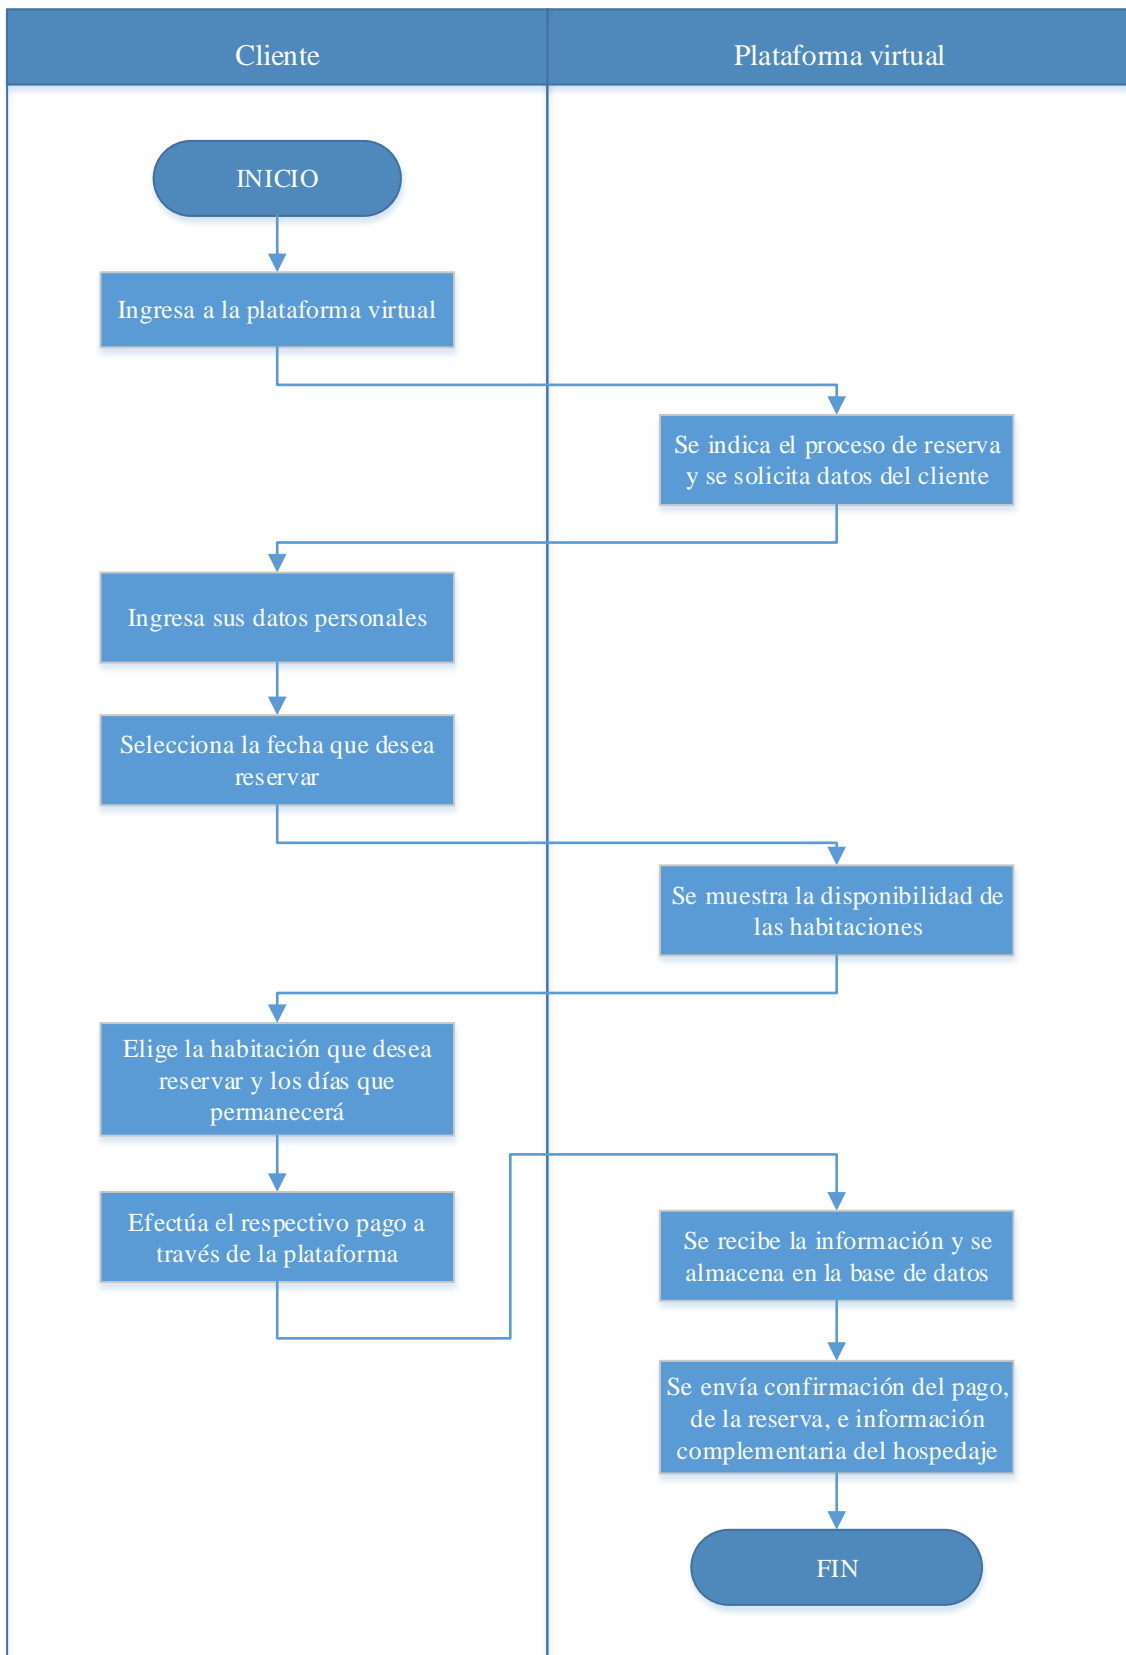 Cliente
Plataforma virtual
INICIO
Ingresa a la plataforma virtual
Se indica el proceso de reserva
y se solicita datos del cliente
Ingresa sus datos personales
Selecciona la fecha que desea
reservar
Se muestra la disponibilidad de
las habitaciones
Elige la habitación que desea
reservar y los días que
permanecerá
Efectúa el respectivo pago a
través de la plataforma
Se recibe la información y se
almacena en la base de datos
Se envía confirmación del pago,
de la reserva, e información
complementaria del hospedaje
FIN